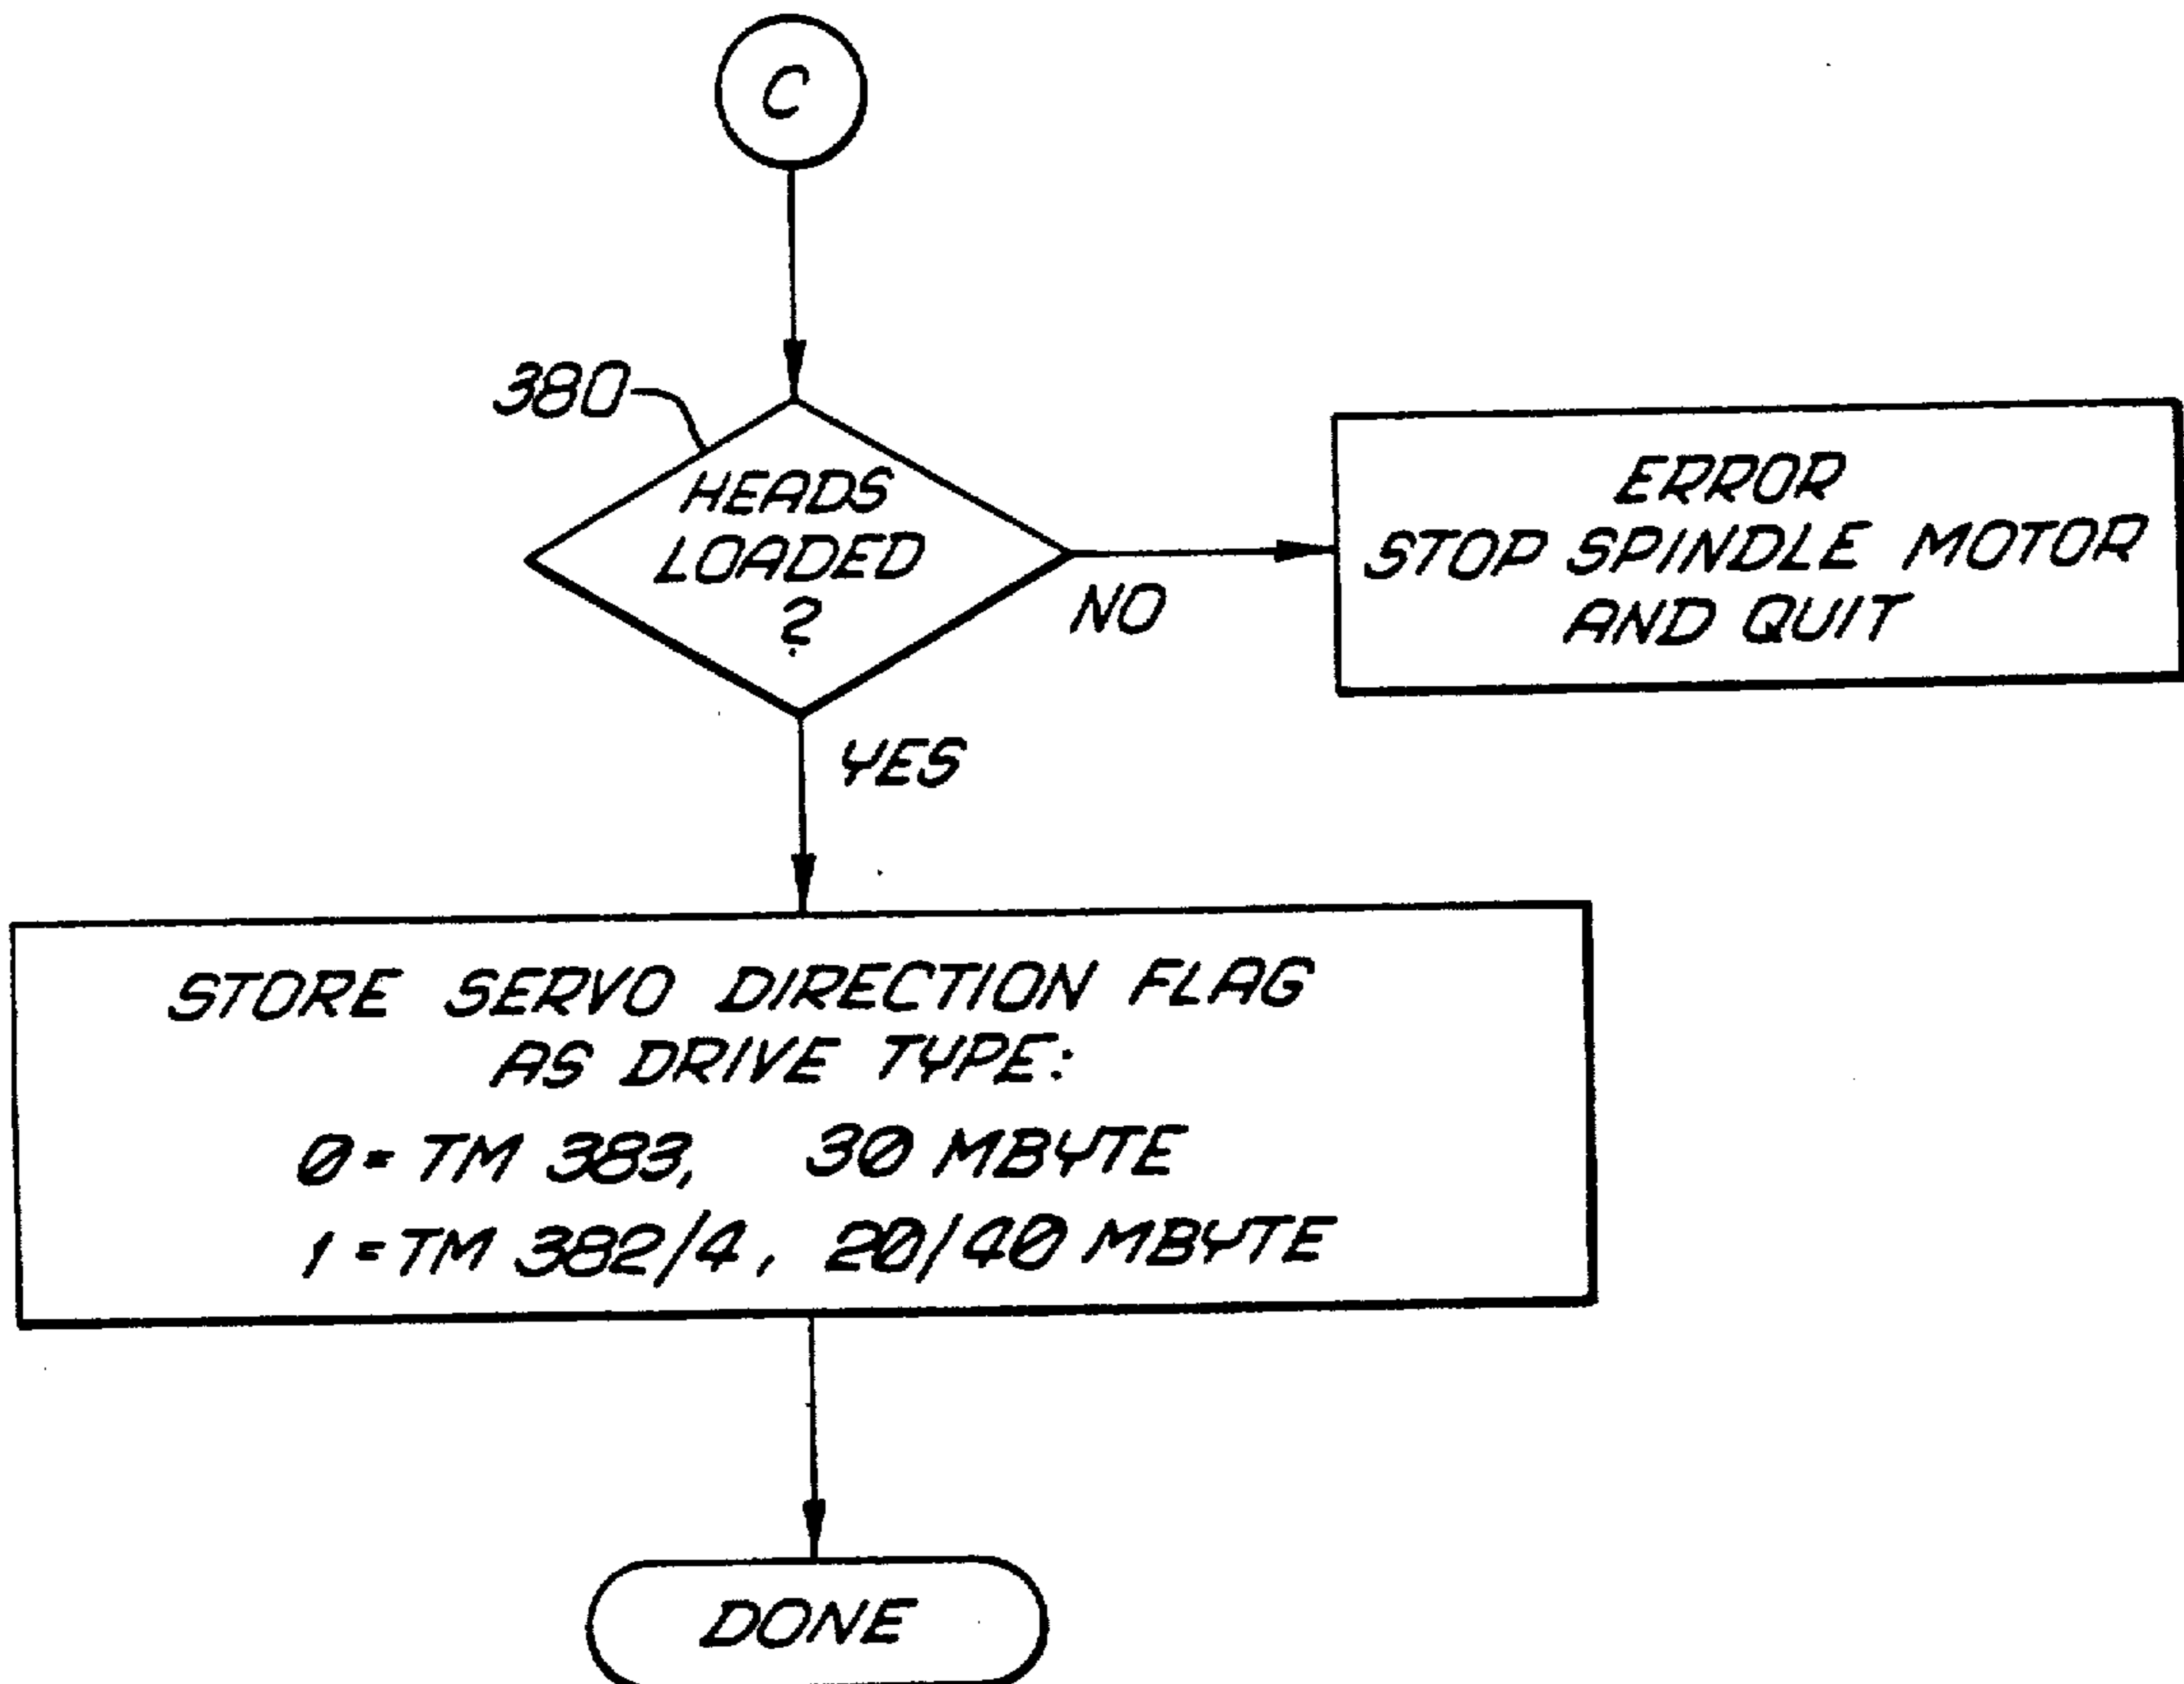 C
380
HEADS
LOADED
?
NO
ERROR
STOP SPINDLE MOTOR
AND QUIT
YES
STORE SERVO DIRECTION FLAG
AS DRIVE TYPE:
0 = TM 383, 30 MBYTE
1 = TM 382/4, 20/40 MBYTE
DONE